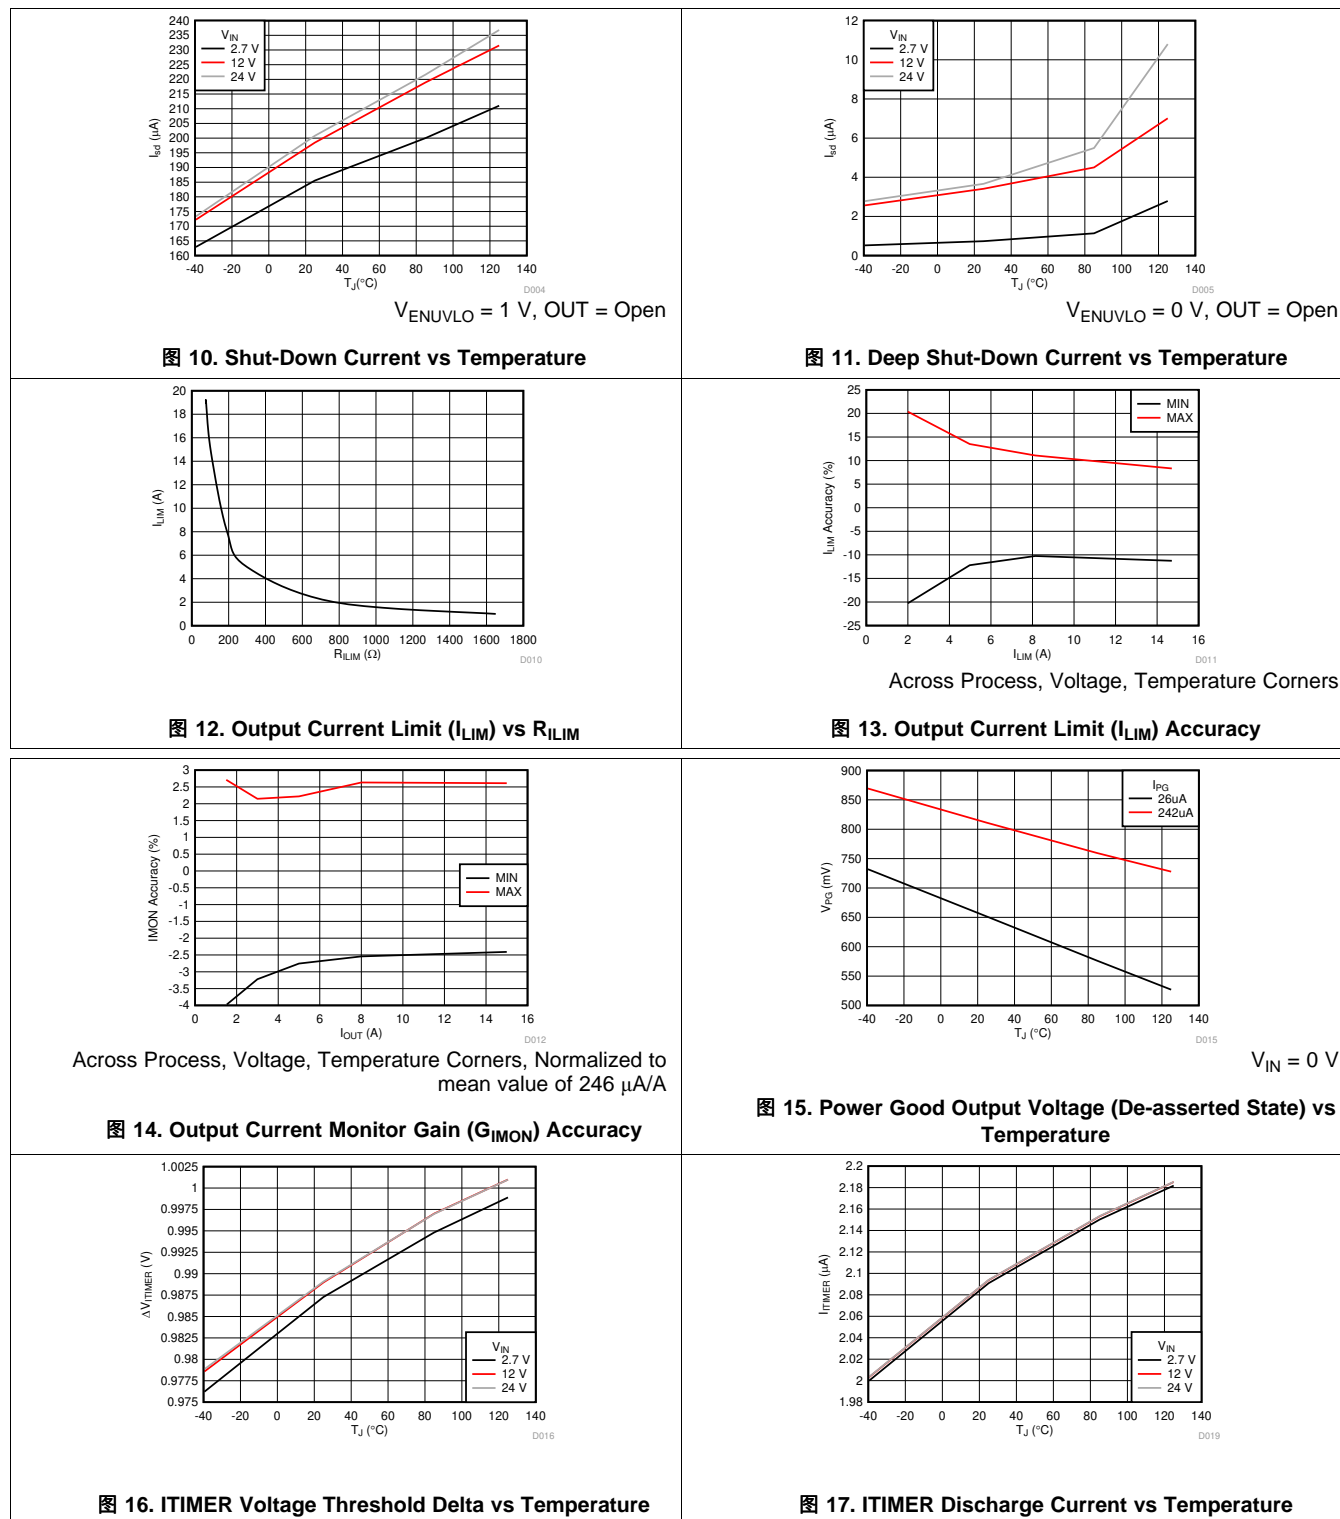 240
235
230
225
220
215
210
205
200
195
190
185
180
175
170
165
160
Isd (μA)
VIN
2.7 V
12 V
24 V
-40 -20 0 20 40 60 80 100 120 140
TJ(°C)
D004
VENUVLO = 1 V, OUT = Open
图 10. Shut-Down Current vs Temperature
12
10
8
6
4
2
0
Isd (μA)
VIN
2.7 V
12 V
24 V
-40 -20 0 20 40 60 80 100 120 140
TJ (°C)
D005
VENUVLO = 0 V, OUT = Open
图 11. Deep Shut-Down Current vs Temperature
20
18
16
14
12
10
8
6
4
2
0
ILIM (A)
0 200 400 600 800 1000 1200 1400 1600 1800
RILIM (Ω)
D010
图 12. Output Current Limit (ILIM) vs RILIM
25
20
15
10
5
0
-5
-10
-15
-20
-25
ILIM Accuracy (%)
MIN
MAX
0 2 4 6 8 10 12 14 16
ILIM (A)
D011
Across Process, Voltage, Temperature Corners
图 13. Output Current Limit (ILIM) Accuracy
3
2.5
2
1.5
1
0.5
0
-0.5
-1
-1.5
-2
-2.5
-3
-3.5
-4
IMON Accuracy (%)
MIN
MAX
0 2 4 6 8 10 12 14 16
IOUT (A)
D012
Across Process, Voltage, Temperature Corners, Normalized to
mean value of 246 μA/A
图 14. Output Current Monitor Gain (GIMON) Accuracy
900
850
800
750
700
650
600
550
500
VPG (mV)
IPG
26uA
242uA
-40 -20 0 20 40 60 80 100 120 140
TJ (°C)
D015
VIN = 0 V
图 15. Power Good Output Voltage (De-asserted State) vs
Temperature
1.0025
1
0.9975
0.995
0.9925
0.99
0.9875
0.985
0.9825
0.98
0.9775
0.975
ΔVITIMER (V)
VIN
2.7 V
12 V
24 V
-40 -20 0 20 40 60 80 100 120 140
TJ (°C)
D016
图 16. ITIMER Voltage Threshold Delta vs Temperature
2.2
2.18
2.16
2.14
2.12
2.1
2.08
2.06
2.04
2.02
2
1.98
IITIMER (μA)
VIN
2.7 V
12 V
24 V
-40 -20 0 20 40 60 80 100 120 140
TJ (°C)
D019
图 17. ITIMER Discharge Current vs Temperature